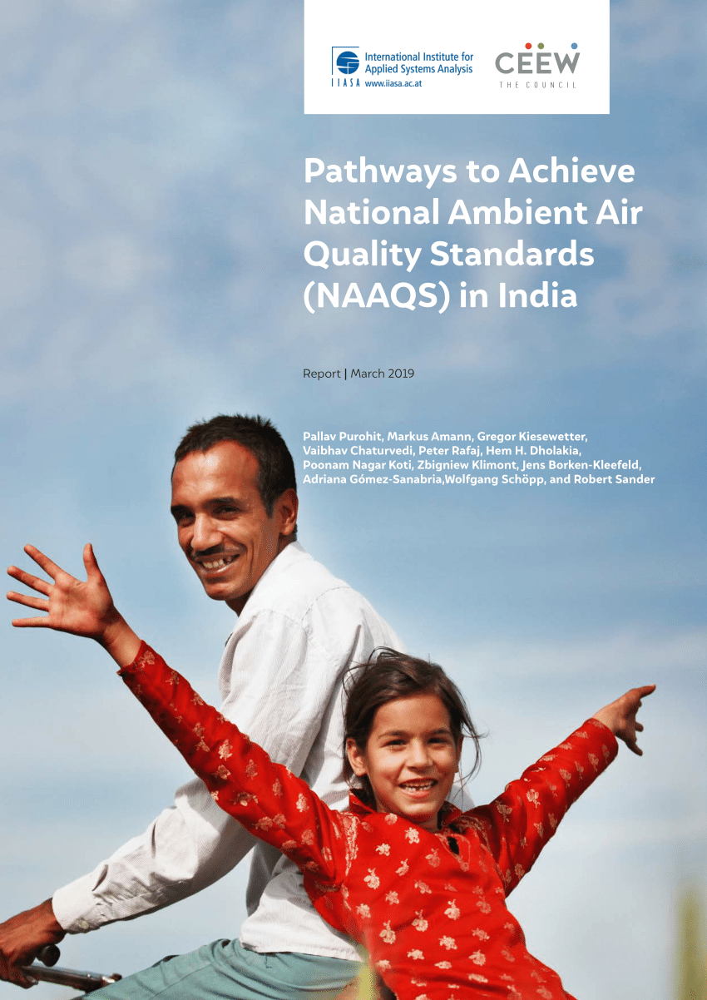 International Institute for
Applied Systems Analysis
IIASA www.iiasa.ac.at
CEEW
THE COUNCIL
Pathways to Achieve
National Ambient Air
Quality Standards
(NAAQS) in India
Report | March 2019
Pallav Purohit, Markus Amann, Gregor Kiesewetter,
Vaibhav Chaturvedi, Peter Rafaj, Hem H. Dholakia,
Poonam Nagar Koti, Zbigniew Klimont, Jens Borken-Kleefeld,
Adriana Gómez-Sanabria,Wolfgang Schöpp, and Robert Sander